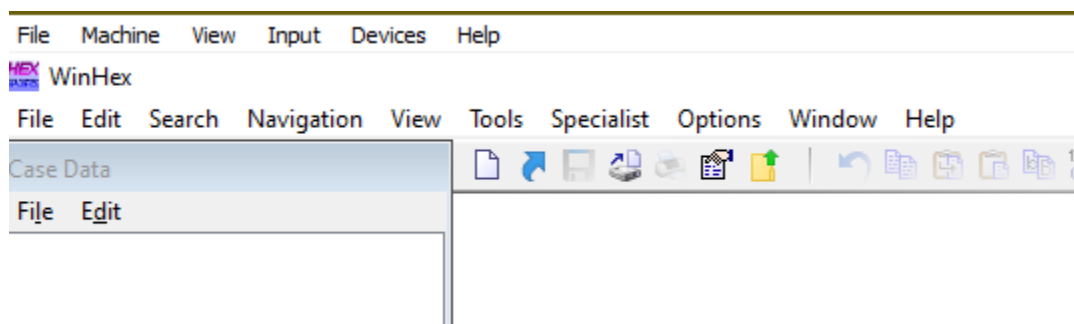 File Machine View Input Devices Help
WinHex
File Edit Search Navigation View Tools Specialist Options Window Help
Case Data
File Edit